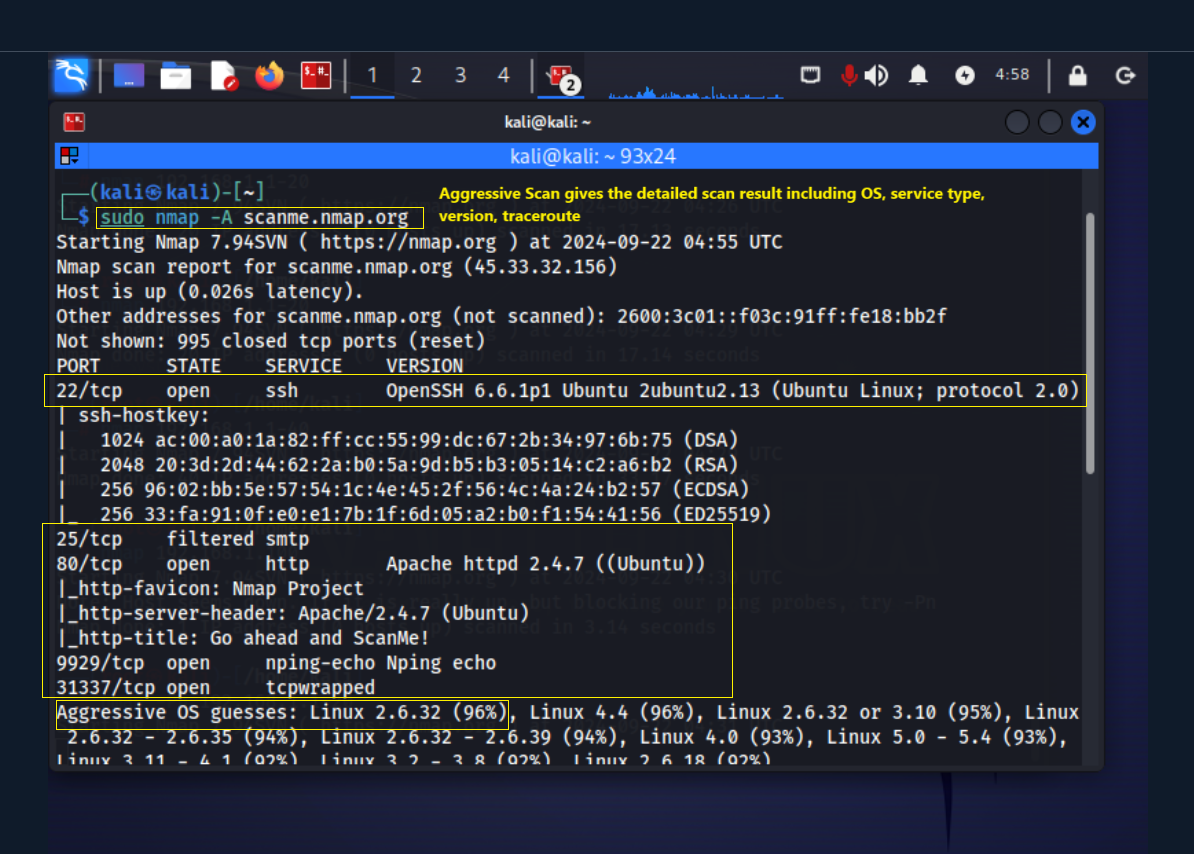 1 2 3 4 2 4:58
kali@kali: ~
kali@kali: ~ 93x24
(kali㉿kali)-[~]
Aggressive Scan gives the detailed scan result including OS, service type,
version, traceroute
$ sudo nmap -A scanme.nmap.org
Starting Nmap 7.94SVN ( https://nmap.org ) at 2024-09-22 04:55 UTC
Nmap scan report for scanme.nmap.org (45.33.32.156)
Host is up (0.026s latency).
Other addresses for scanme.nmap.org (not scanned): 2600:3c01::f03c:91ff:fe18:bb2f
Not shown: 995 closed tcp ports (reset)
PORT STATE SERVICE VERSION
22/tcp open ssh OpenSSH 6.6.1p1 Ubuntu 2ubuntu2.13 (Ubuntu Linux; protocol 2.0)
| ssh-hostkey:
| 1024 ac:00:a0:1a:82:ff:cc:55:99:dc:67:2b:34:97:6b:75 (DSA)
| 2048 20:3d:2d:44:62:2a:b0:5a:9d:b5:b3:05:14:c2:a6:b2 (RSA)
| 256 96:02:bb:5e:57:54:1c:4e:45:2f:56:4c:4a:24:b2:57 (ECDSA)
|_ 256 33:fa:91:0f:e0:e1:7b:1f:6d:05:a2:b0:f1:54:41:56 (ED25519)
25/tcp filtered smtp
80/tcp open http Apache httpd 2.4.7 ((Ubuntu))
|_http-favicon: Nmap Project
|_http-server-header: Apache/2.4.7 (Ubuntu)
|_http-title: Go ahead and ScanMe!
9929/tcp open nping-echo Nping echo
31337/tcp open tcpwrapped
Aggressive OS guesses: Linux 2.6.32 (96%), Linux 4.4 (96%), Linux 2.6.32 or 3.10 (95%), Linux
2.6.32 - 2.6.35 (94%), Linux 2.6.32 - 2.6.39 (94%), Linux 4.0 (93%), Linux 5.0 - 5.4 (93%),
Linux 3.11 - 4.1 (92%), Linux 3.2 - 3.8 (92%), Linux 2.6.18 (92%)